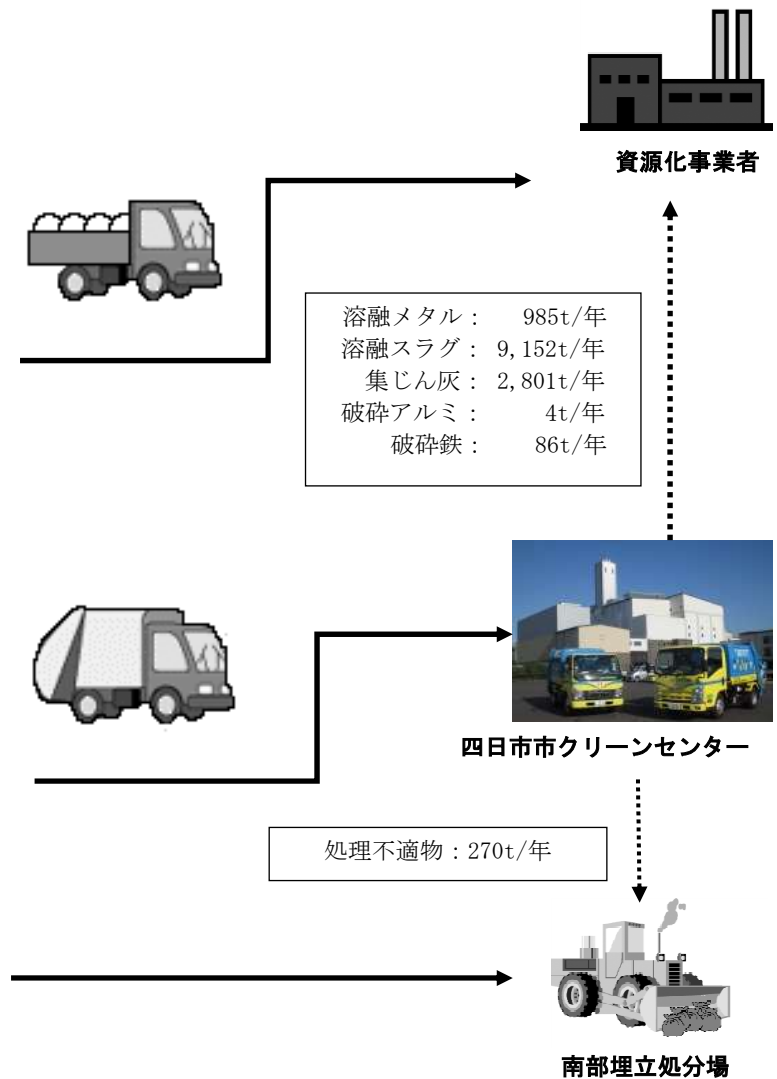 資源化事業者
溶融メタル： 985t/年
溶融スラグ： 9,152t/年
集じん灰： 2,801t/年
破砕アルミ： 4t/年
破砕鉄： 86t/年
四日市市クリーンセンター
処理不適物：270t/年
南部埋立処分場